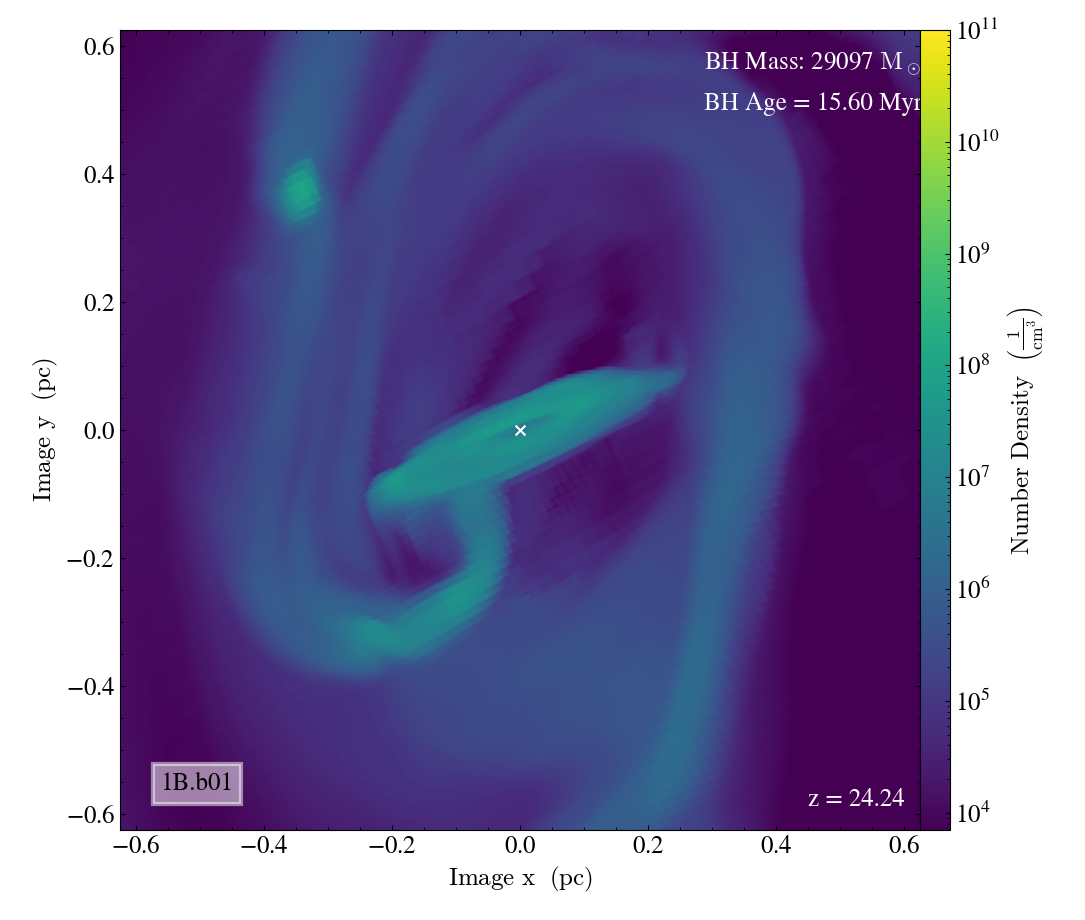 BH Mass: 29097 M☉
BH Age = 15.60 Myr
1B.b01
z = 24.24
0.6
0.4
0.2
0.0
−0.2
−0.4
−0.6
Image y (pc)
−0.6 −0.4 −0.2 0.0 0.2 0.4 0.6
Image x (pc)
10¹¹
10¹⁰
10⁹
10⁸
10⁷
10⁶
10⁵
10⁴
Number Density (1/cm³)